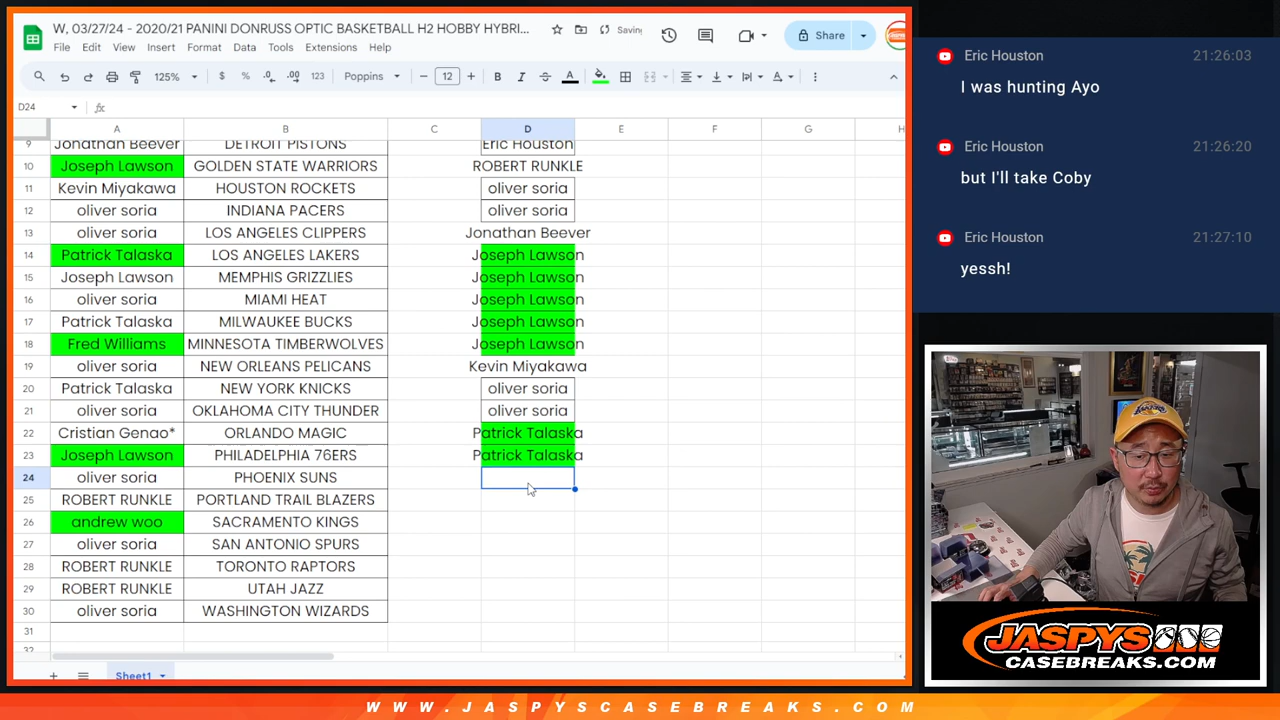 W, 03/27/24 - 2020/21 PANINI DONRUSS OPTIC BASKETBALL H2 HOBBY HYBRI...
Saving
Share
File Edit View Insert Format Data Tools Extensions Help
125% $ % .0 .00 123 Poppins 12 B I S A
D24 fx
A B C D E F G H
9 Jonathan Beever DETROIT PISTONS Eric Houston
10 Joseph Lawson GOLDEN STATE WARRIORS ROBERT RUNKLE
11 Kevin Miyakawa HOUSTON ROCKETS oliver soria
12 oliver soria INDIANA PACERS oliver soria
13 oliver soria LOS ANGELES CLIPPERS Jonathan Beever
14 Patrick Talaska LOS ANGELES LAKERS Joseph Lawson
15 Joseph Lawson MEMPHIS GRIZZLIES Joseph Lawson
16 oliver soria MIAMI HEAT Joseph Lawson
17 Patrick Talaska MILWAUKEE BUCKS Joseph Lawson
18 Fred Williams MINNESOTA TIMBERWOLVES Joseph Lawson
19 oliver soria NEW ORLEANS PELICANS Kevin Miyakawa
20 Patrick Talaska NEW YORK KNICKS oliver soria
21 oliver soria OKLAHOMA CITY THUNDER oliver soria
22 Cristian Genao* ORLANDO MAGIC Patrick Talaska
23 Joseph Lawson PHILADELPHIA 76ERS Patrick Talaska
24 oliver soria PHOENIX SUNS
25 ROBERT RUNKLE PORTLAND TRAIL BLAZERS
26 andrew woo SACRAMENTO KINGS
27 oliver soria SAN ANTONIO SPURS
28 ROBERT RUNKLE TORONTO RAPTORS
29 ROBERT RUNKLE UTAH JAZZ
30 oliver soria WASHINGTON WIZARDS
31
32
Sheet1
Eric Houston 21:26:03
I was hunting Ayo
Eric Houston 21:26:20
but I'll take Coby
Eric Houston 21:27:10
yessh!
JASPYS
CASEBREAKS.COM
WWW.JASPYSCASEBREAKS.COM